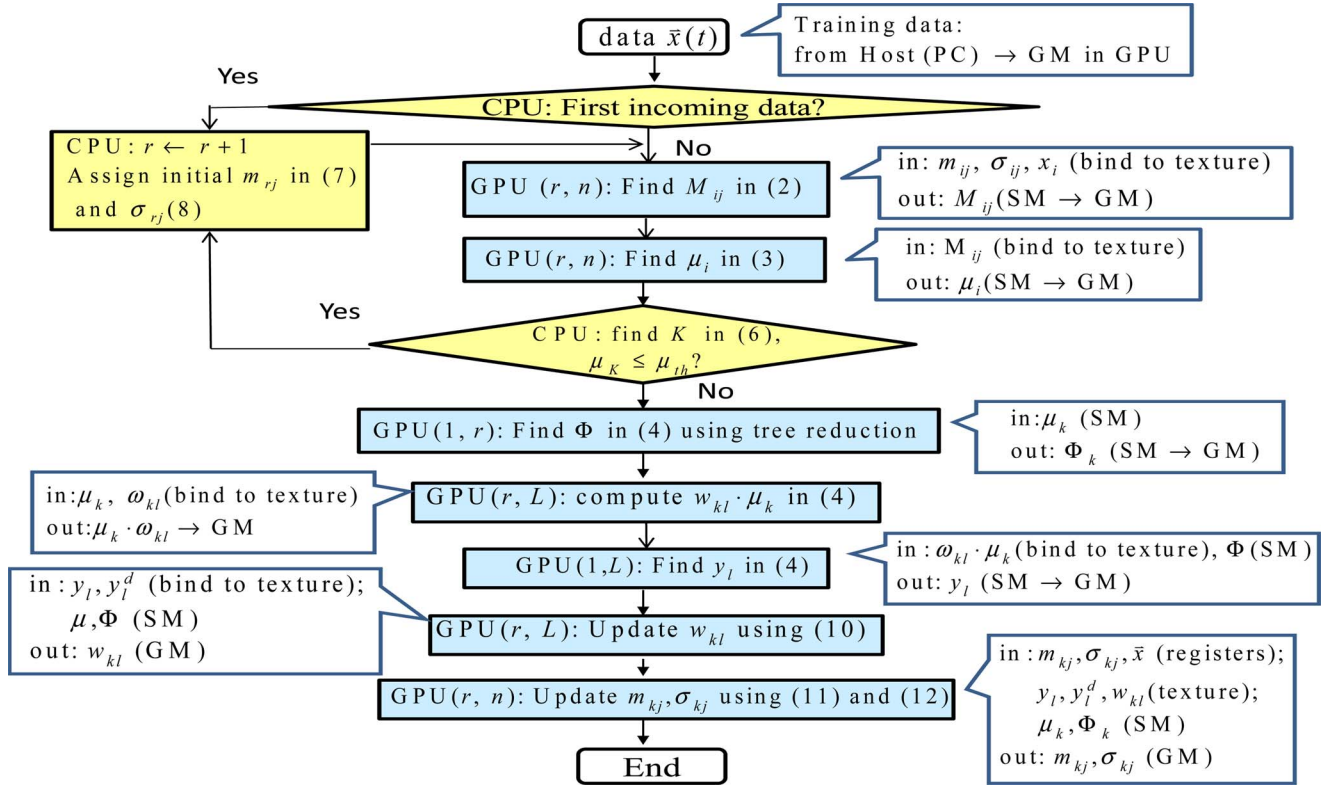 data x̄(t)
Training data:
from Host (PC) → GM in GPU
Yes
CPU: First incoming data?
CPU: r ← r + 1
Assign initial m_rj in (7)
and σ_rj(8)
No
GPU (r, n): Find M_ij in (2)
in: m_ij, σ_ij, x_i (bind to texture)
out: M_ij(SM → GM)
GPU(r, n): Find μ_i in (3)
in: M_ij (bind to texture)
out: μ_i(SM → GM)
Yes
CPU: find K in (6),
μ_K ≤ μ_th?
No
GPU(1, r): Find Φ in (4) using tree reduction
in:μ_k (SM)
out: Φ_k (SM → GM)
in:μ_k, ω_kl(bind to texture)
out:μ_k · ω_kl → GM
GPU(r, L): compute w_kl · μ_k in (4)
GPU(1,L): Find y_l in (4)
in: ω_kl · μ_k(bind to texture), Φ(SM)
out: y_l (SM → GM)
in: y_l, y_l^d (bind to texture);
μ,Φ (SM)
out: w_kl (GM)
GPU(r, L): Update w_kl using (10)
GPU(r, n): Update m_kj,σ_kj using (11) and (12)
in: m_kj,σ_kj,x̄ (registers);
y_l, y_l^d, w_kl(texture);
μ_k,Φ_k (SM)
out: m_kj,σ_kj (GM)
End